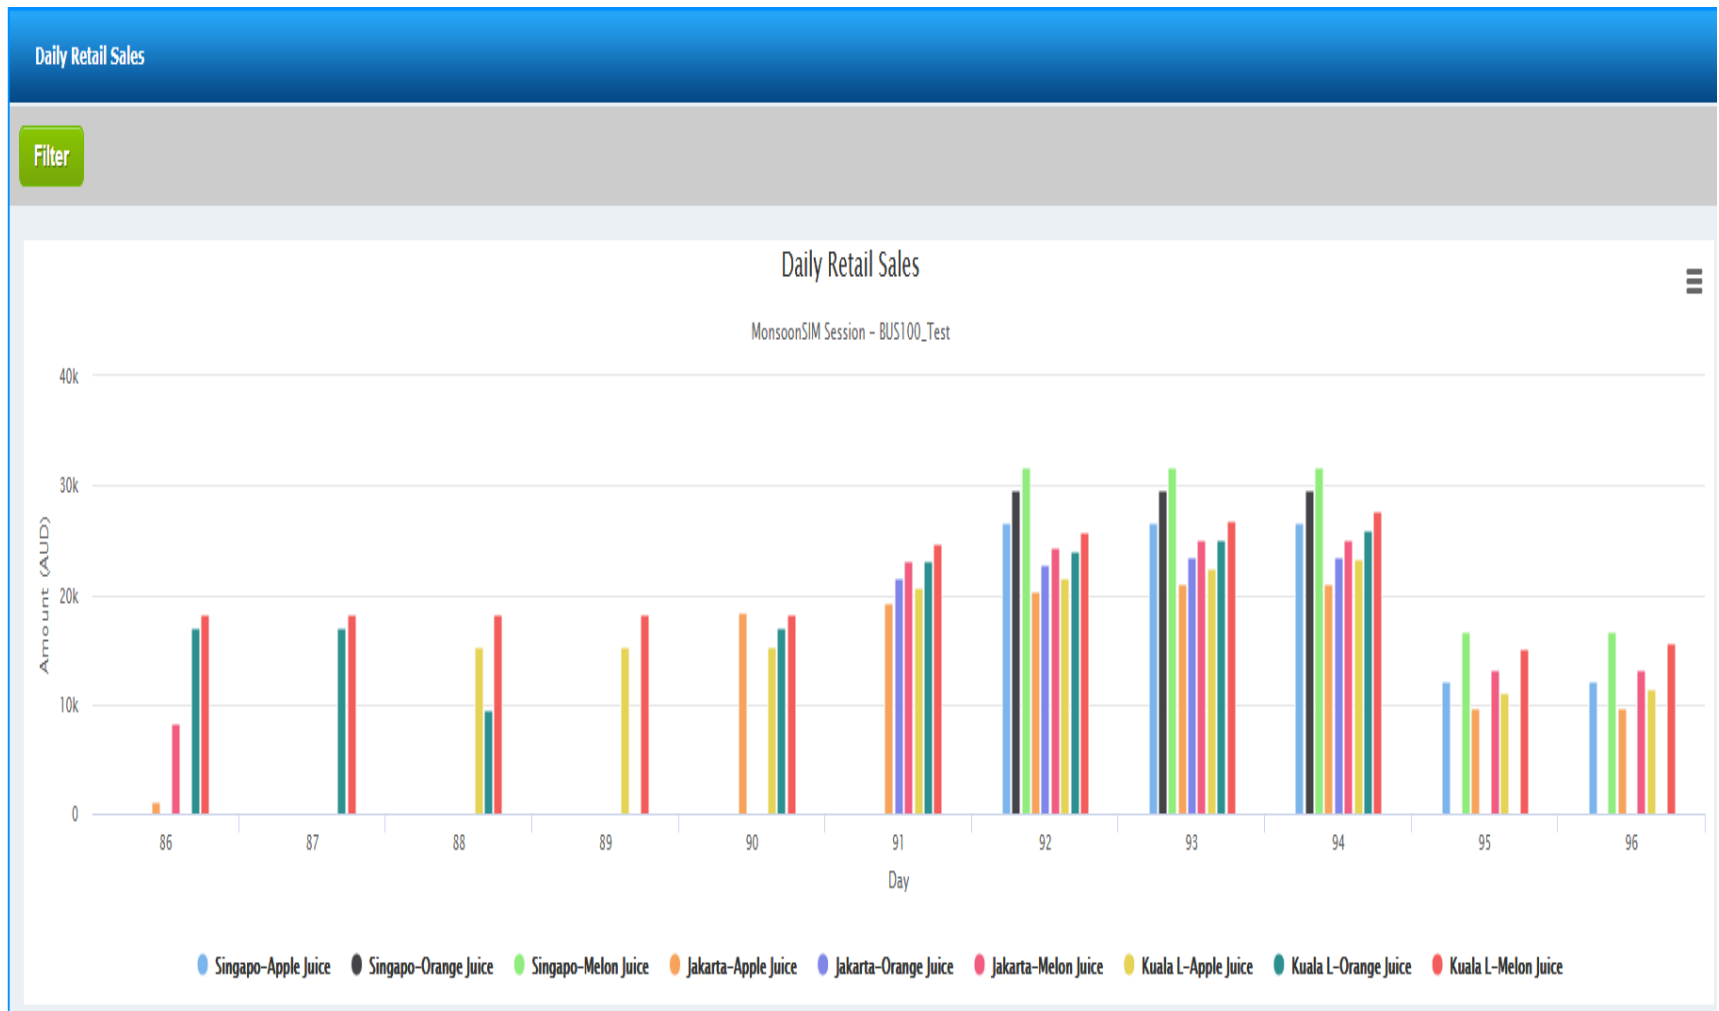 Daily Retail Sales
Filter
Daily Retail Sales
MonsoonSIM Session - BUS100_Test
40k
30k
20k
10k
0
Amount (AUD)
86 87 88 89 90 91 92 93 94 95 96
Day
Singapo-Apple Juice Singapo-Orange Juice Singapo-Melon Juice Jakarta-Apple Juice Jakarta-Orange Juice Jakarta-Melon Juice Kuala L-Apple Juice Kuala L-Orange Juice Kuala L-Melon Juice